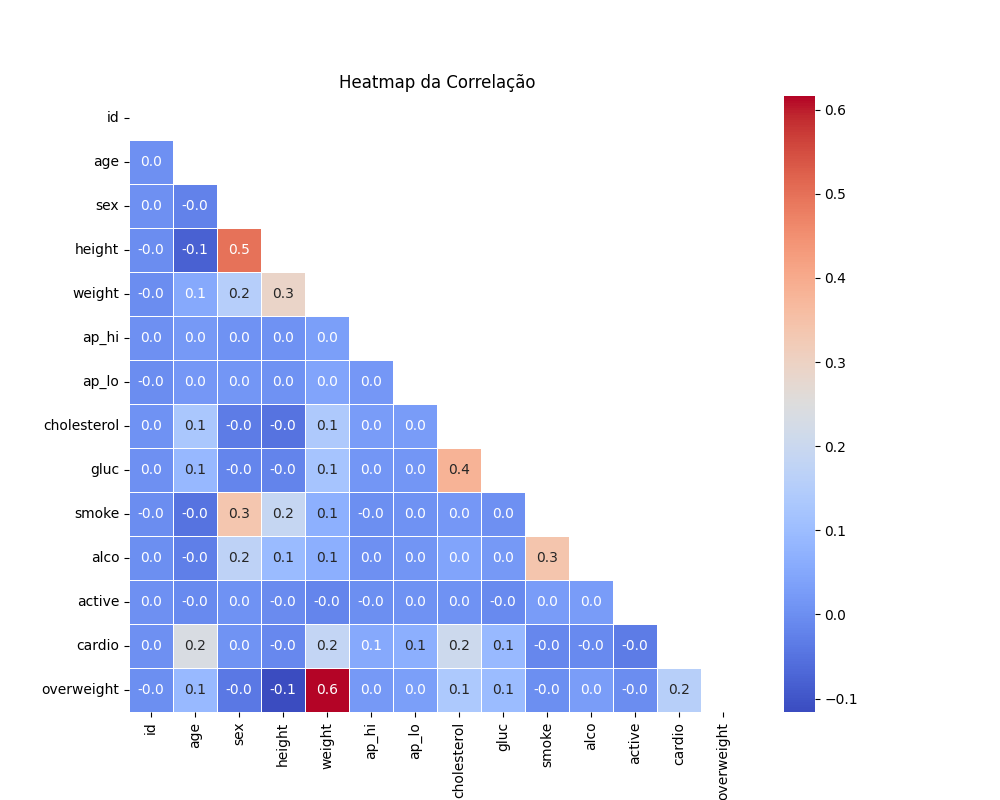 Heatmap da Correlação
id
age 0.0
sex 0.0 -0.0
height -0.0 -0.1 0.5
weight -0.0 0.1 0.2 0.3
ap_hi 0.0 0.0 0.0 0.0 0.0
ap_lo -0.0 0.0 0.0 0.0 0.0 0.0
cholesterol 0.0 0.1 -0.0 -0.0 0.1 0.0 0.0
gluc 0.0 0.1 -0.0 -0.0 0.1 0.0 0.0 0.4
smoke -0.0 -0.0 0.3 0.2 0.1 -0.0 0.0 0.0 0.0
alco 0.0 -0.0 0.2 0.1 0.1 0.0 0.0 0.0 0.0 0.3
active 0.0 -0.0 0.0 -0.0 -0.0 -0.0 0.0 0.0 -0.0 0.0 0.0
cardio 0.0 0.2 0.0 -0.0 0.2 0.1 0.1 0.2 0.1 -0.0 -0.0 -0.0
overweight -0.0 0.1 -0.0 -0.1 0.6 0.0 0.0 0.1 0.1 -0.0 0.0 -0.0 0.2
id age sex height weight ap_hi ap_lo cholesterol gluc smoke alco active cardio overweight
0.6
0.5
0.4
0.3
0.2
0.1
0.0
−0.1